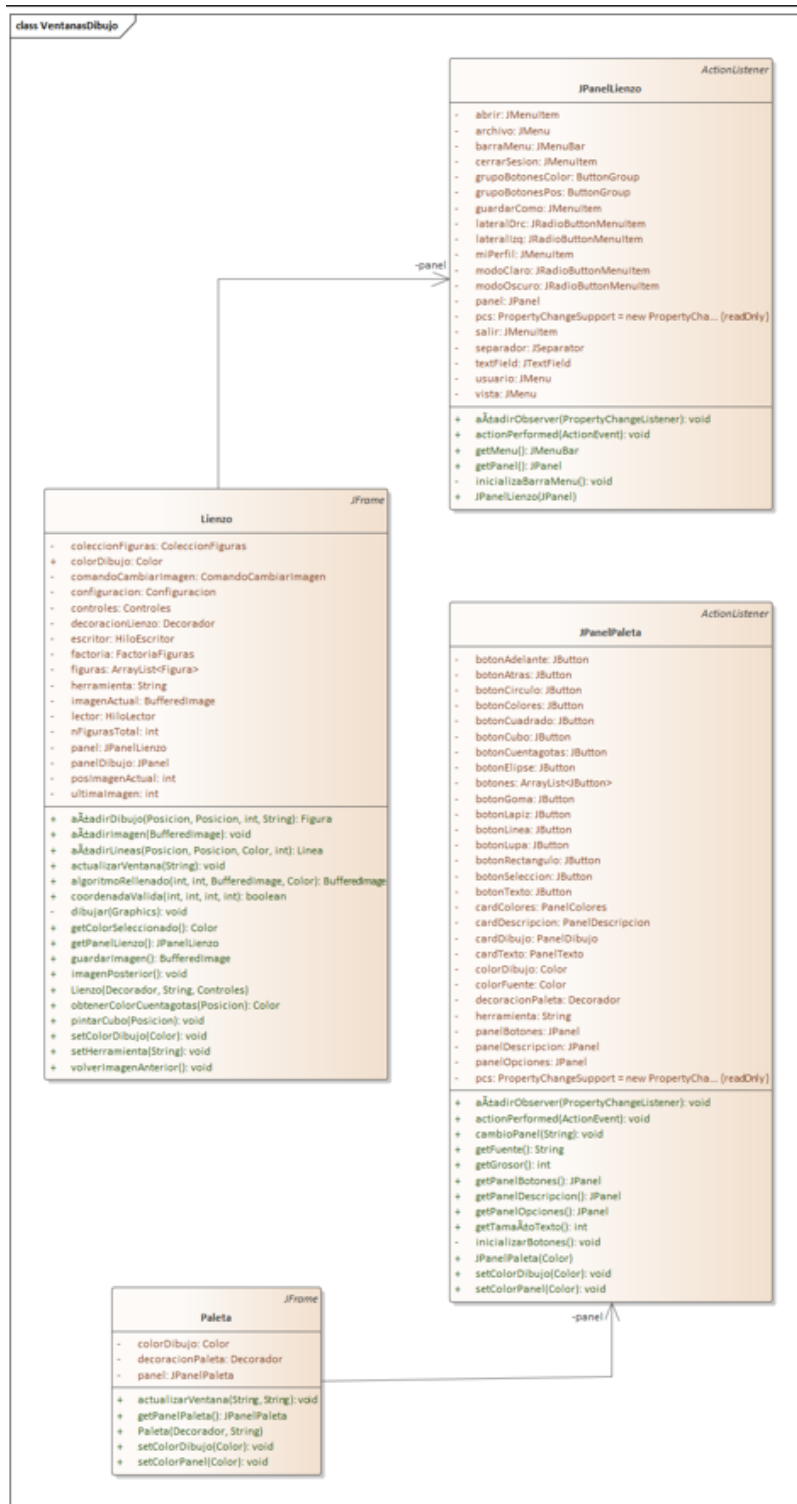 class VentanasDibujo
ActionListener
JPanelLienzo
- abrir: JMenuItem
- archivo: JMenu
- barraMenu: JMenuBar
- cerrarSesion: JMenuItem
- grupoBotonesColor: ButtonGroup
- grupoBotonesPos: ButtonGroup
- guardarComo: JMenuItem
- lateralDrc: JRadioButtonMenuItem
- lateralIzq: JRadioButtonMenuItem
- miPerfil: JMenuItem
- modoClaro: JRadioButtonMenuItem
- modoOscuro: JRadioButtonMenuItem
- panel: JPanel
- pcs: PropertyChangeSupport = new PropertyCha... {readOnly}
- salir: JMenuItem
- separador: JSeparator
- textField: JTextField
- usuario: JMenu
- vista: JMenu
+ aÃ±adirObserver(PropertyChangeListener): void
+ actionPerformed(ActionEvent): void
+ getMenu(): JMenuBar
+ getPanel(): JPanel
- inicializaBarraMenu(): void
+ JPanelLienzo(JPanel)
-panel
JFrame
Lienzo
- coleccionFiguras: ColeccionFiguras
+ colorDibujo: Color
- comandoCambiarImagen: ComandoCambiarImagen
- configuracion: Configuracion
- controles: Controles
- decoracionLienzo: Decorador
- escritor: HiloEscritor
- factoria: FactoriaFiguras
- figuras: ArrayList<Figura>
- herramienta: String
- imagenActual: BufferedImage
- lector: HiloLector
- nFigurasTotal: int
- panel: JPanelLienzo
- panelDibujo: JPanel
- posImagenActual: int
- ultimaImagen: int
+ aÃ±adirDibujo(Posicion, Posicion, int, String): Figura
+ aÃ±adirImagen(BufferedImage): void
+ aÃ±adirLineas(Posicion, Posicion, Color, int): Linea
+ actualizarVentana(String): void
+ algoritmoRellenado(int, int, BufferedImage, Color): BufferedImage
+ coordenadaValida(int, int, int, int): boolean
- dibujar(Graphics): void
+ getColorSeleccionado(): Color
+ getPanelLienzo(): JPanelLienzo
+ guardarImagen(): BufferedImage
+ imagenPosterior(): void
+ Lienzo(Decorador, String, Controles)
+ obtenerColorCuentagotas(Posicion): Color
+ pintarCubo(Posicion): void
+ setColorDibujo(Color): void
+ setHerramienta(String): void
+ volverImagenAnterior(): void
ActionListener
JPanelPaleta
- botonAdelante: JButton
- botonAtras: JButton
- botonCirculo: JButton
- botonColores: JButton
- botonCuadrado: JButton
- botonCubo: JButton
- botonCuentagotas: JButton
- botonElipse: JButton
- botones: ArrayList<JButton>
- botonGoma: JButton
- botonLapiz: JButton
- botonLinea: JButton
- botonLupa: JButton
- botonRectangulo: JButton
- botonSeleccion: JButton
- botonTexto: JButton
- cardColores: PanelColores
- cardDescripcion: PanelDescripcion
- cardDibujo: PanelDibujo
- cardTexto: PanelTexto
- colorDibujo: Color
- colorFuente: Color
- decoracionPaleta: Decorador
- herramienta: String
- panelBotones: JPanel
- panelDescripcion: JPanel
- panelOpciones: JPanel
- pcs: PropertyChangeSupport = new PropertyCha... {readOnly}
+ aÃ±adirObserver(PropertyChangeListener): void
+ actionPerformed(ActionEvent): void
+ cambioPanel(String): void
+ getFuente(): String
+ getGrosor(): int
+ getPanelBotones(): JPanel
+ getPanelDescripcion(): JPanel
+ getPanelOpciones(): JPanel
+ getTamaÃ±oTexto(): int
- inicializarBotones(): void
+ JPanelPaleta(Color)
+ setColorDibujo(Color): void
+ setColorPanel(Color): void
-panel
JFrame
Paleta
- colorDibujo: Color
- decoracionPaleta: Decorador
- panel: JPanelPaleta
+ actualizarVentana(String, String): void
+ getPanelPaleta(): JPanelPaleta
+ Paleta(Decorador, String)
+ setColorDibujo(Color): void
+ setColorPanel(Color): void